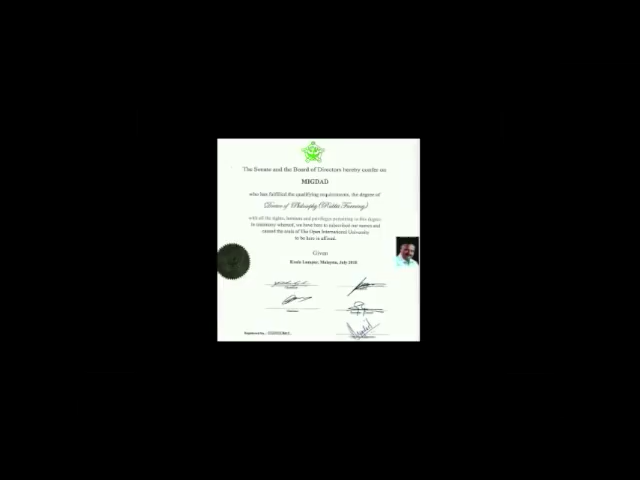 The Senate and the Board of Directors hereby confer on
MIGDAD
who has fulfilled the qualifying requirements, the degree of
Doctor of Philosophy
with all the rights, honours and privileges pertaining to this degree
In testimony whereof, we have here to subscribed our names and
caused the seals of The Open International University
to be here in affixed.
Given
Kuala Lumpur, Malaysia, July 2010